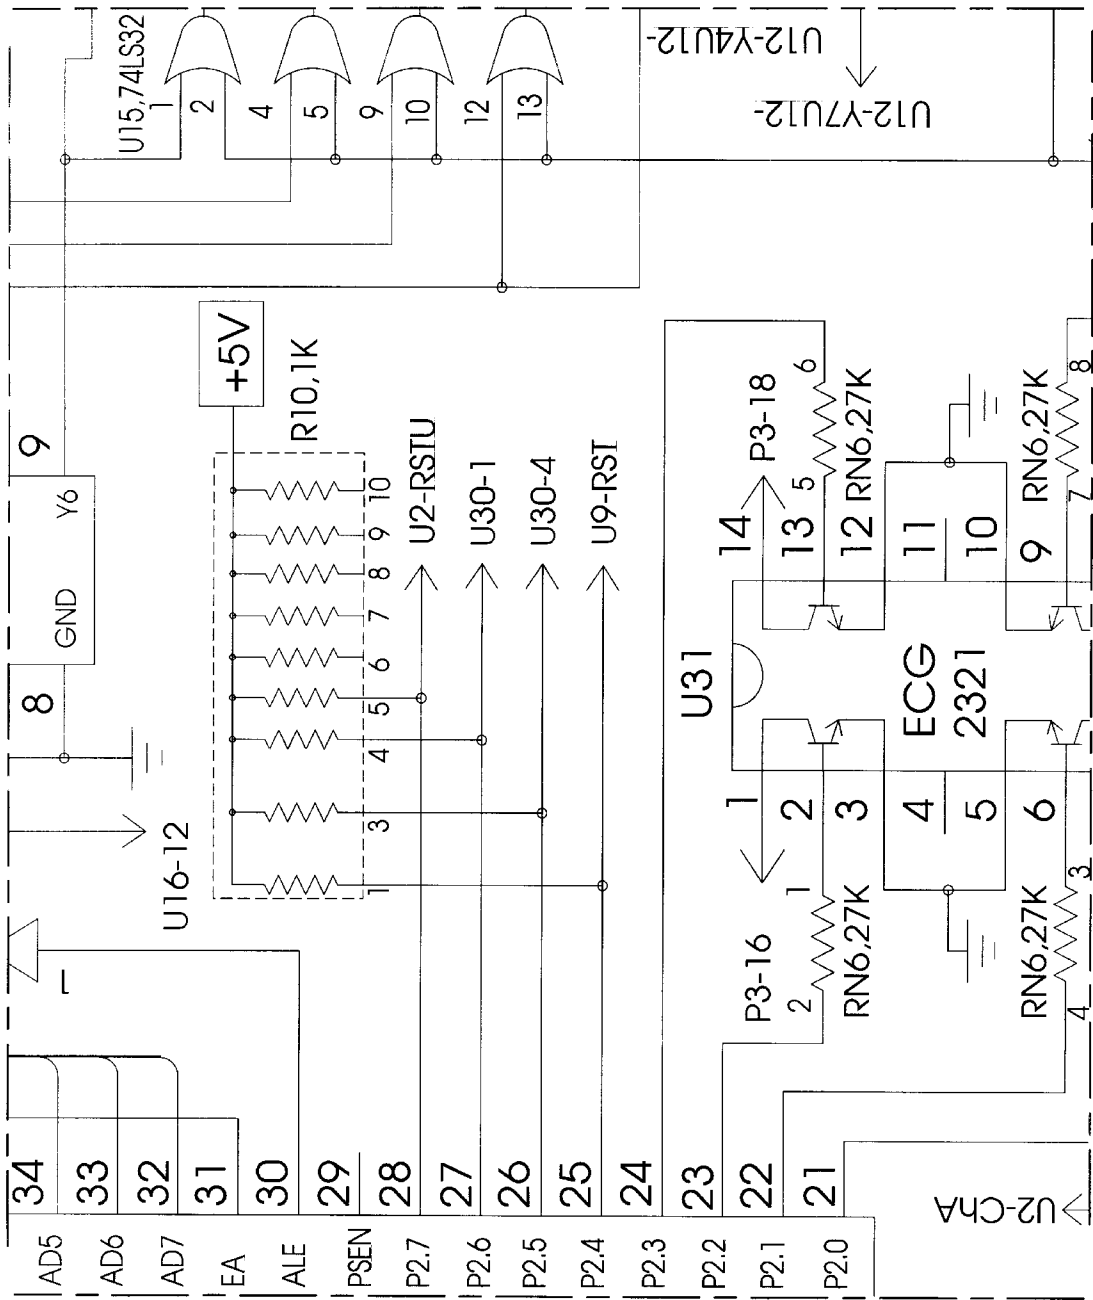 U15,74LS32
1
2
4
5
9
10
12
13
U12-Y4U12-
U12-Y7U12-
9
Y6
GND
8
+5V
R10,1K
10
9
8
7
6
5
4
3
1
U2-RSTU
U30-1
U30-4
U9-RST
U16-12
1
P3-18
6
5
RN6,27K
RN6,27K
8
7
U31
ECG
2321
14
13
12
11
10
9
1
2
3
4
5
6
P3-16
1
2
RN6,27K
RN6,27K
3
4
34
33
32
31
30
29
28
27
26
25
24
23
22
21
AD5
AD6
AD7
EA
ALE
PSEN
P2.7
P2.6
P2.5
P2.4
P2.3
P2.2
P2.1
P2.0
U2-ChA